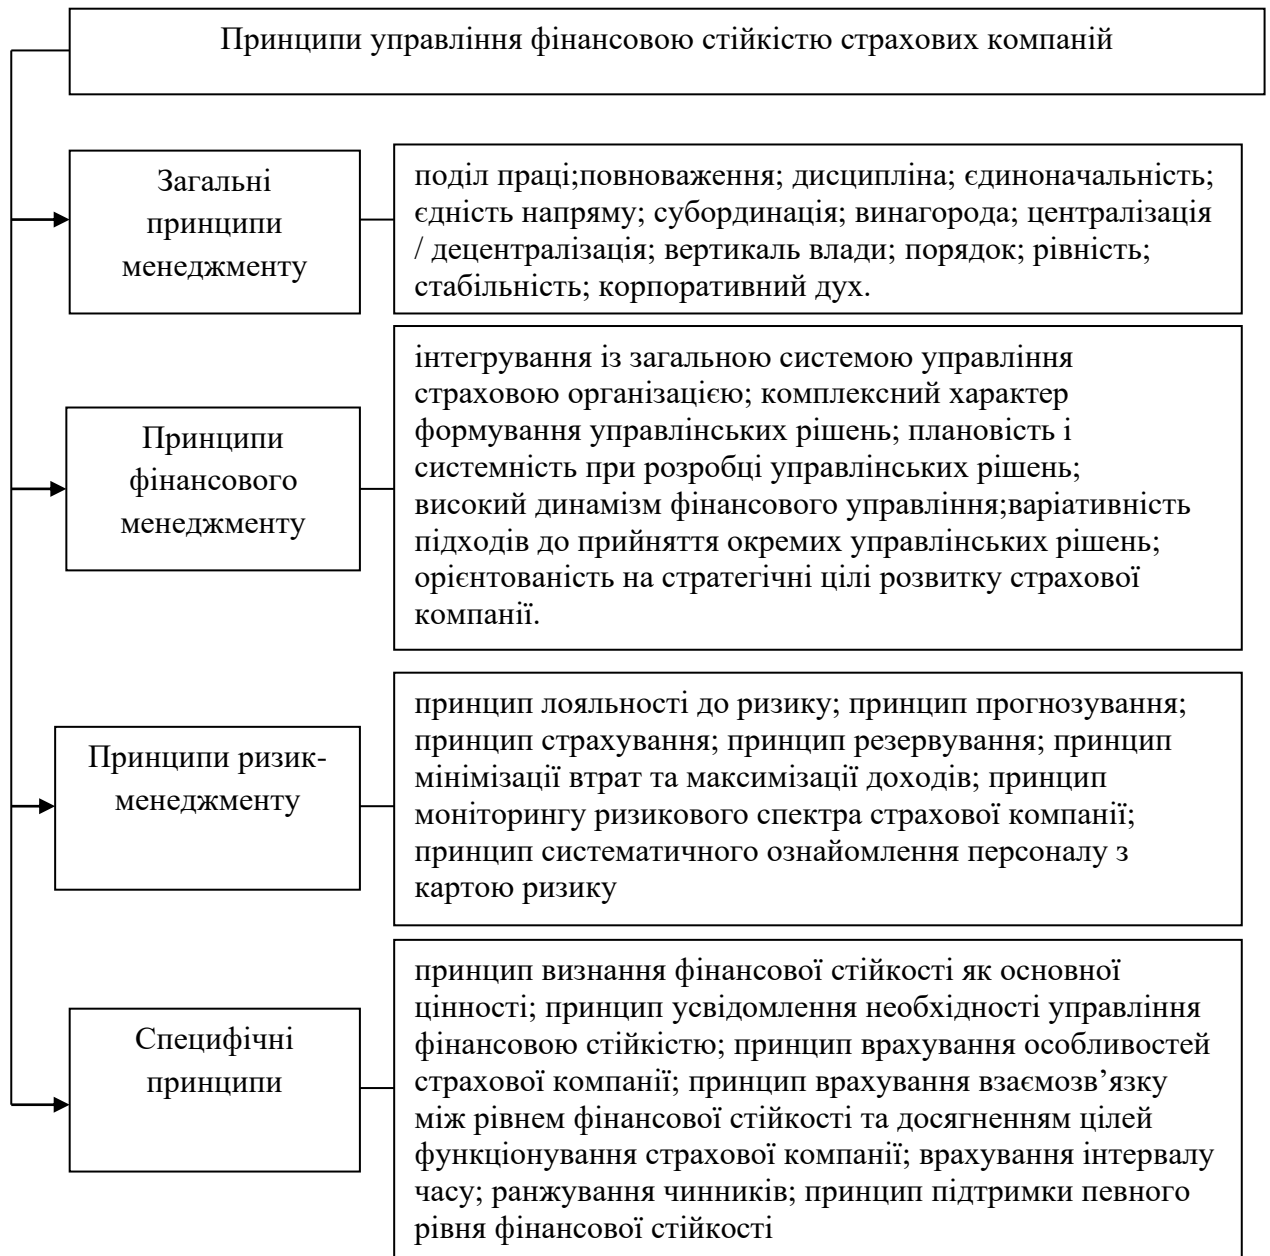 Принципи управління фінансовою стійкістю страхових компаній
Загальні
принципи
менеджменту
поділ праці;повноваження; дисципліна; єдиноначальність;
єдність напряму; субординація; винагорода; централізація
/ децентралізація; вертикаль влади; порядок; рівність;
стабільність; корпоративний дух.
Принципи
фінансового
менеджменту
інтегрування із загальною системою управління
страховою організацією; комплексний характер
формування управлінських рішень; плановість і
системність при розробці управлінських рішень;
високий динамізм фінансового управління;варіативність
підходів до прийняття окремих управлінських рішень;
орієнтованість на стратегічні цілі розвитку страхової
компанії.
Принципи ризик-
менеджменту
принцип лояльності до ризику; принцип прогнозування;
принцип страхування; принцип резервування; принцип
мінімізації втрат та максимізації доходів; принцип
моніторингу ризикового спектра страхової компанії;
принцип систематичного ознайомлення персоналу з
картою ризику
Специфічні
принципи
принцип визнання фінансової стійкості як основної
цінності; принцип усвідомлення необхідності управління
фінансовою стійкістю; принцип врахування особливостей
страхової компанії; принцип врахування взаємозв’язку
між рівнем фінансової стійкості та досягненням цілей
функціонування страхової компанії; врахування інтервалу
часу; ранжування чинників; принцип підтримки певного
рівня фінансової стійкості